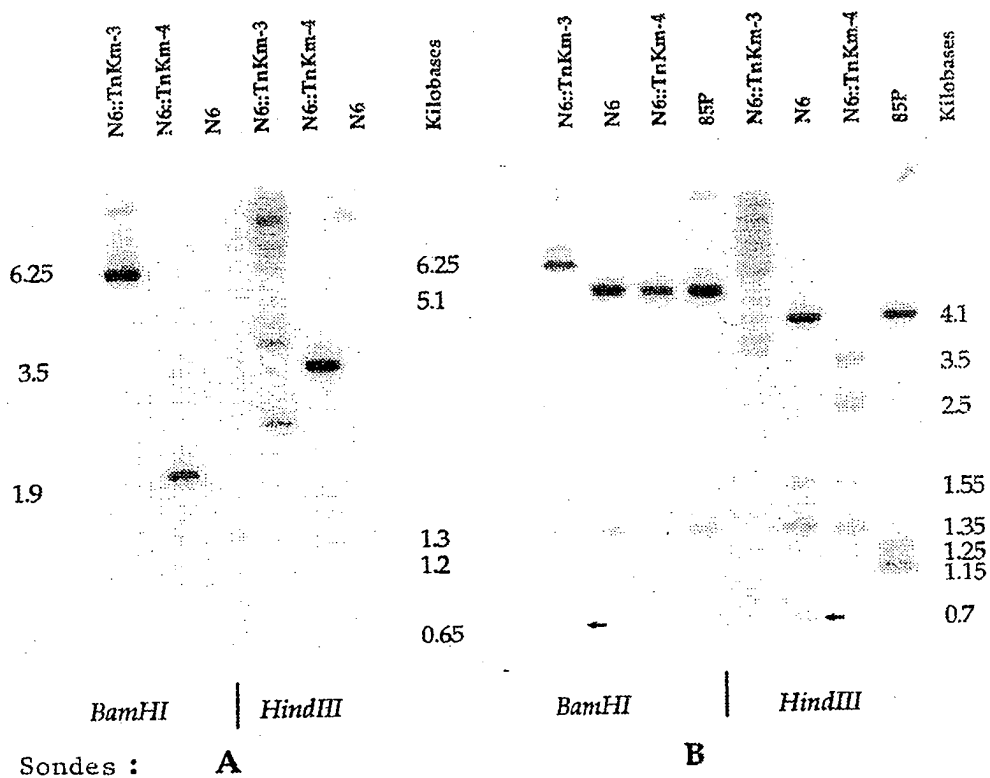 N6::TnKm-3
N6::TnKm-4
N6
N6::TnKm-3
N6::TnKm-4
N6
Kilobases
N6::TnKm-3
N6
N6::TnKm-4
85P
N6::TnKm-3
N6
N6::TnKm-4
85P
Kilobases
6.25
3.5
1.9
6.25
5.1
1.3
1.2
0.65
4.1
3.5
2.5
1.55
1.35
1.25
1.15
0.7
BamHI | HindIII
BamHI | HindIII
Sondes : A
B